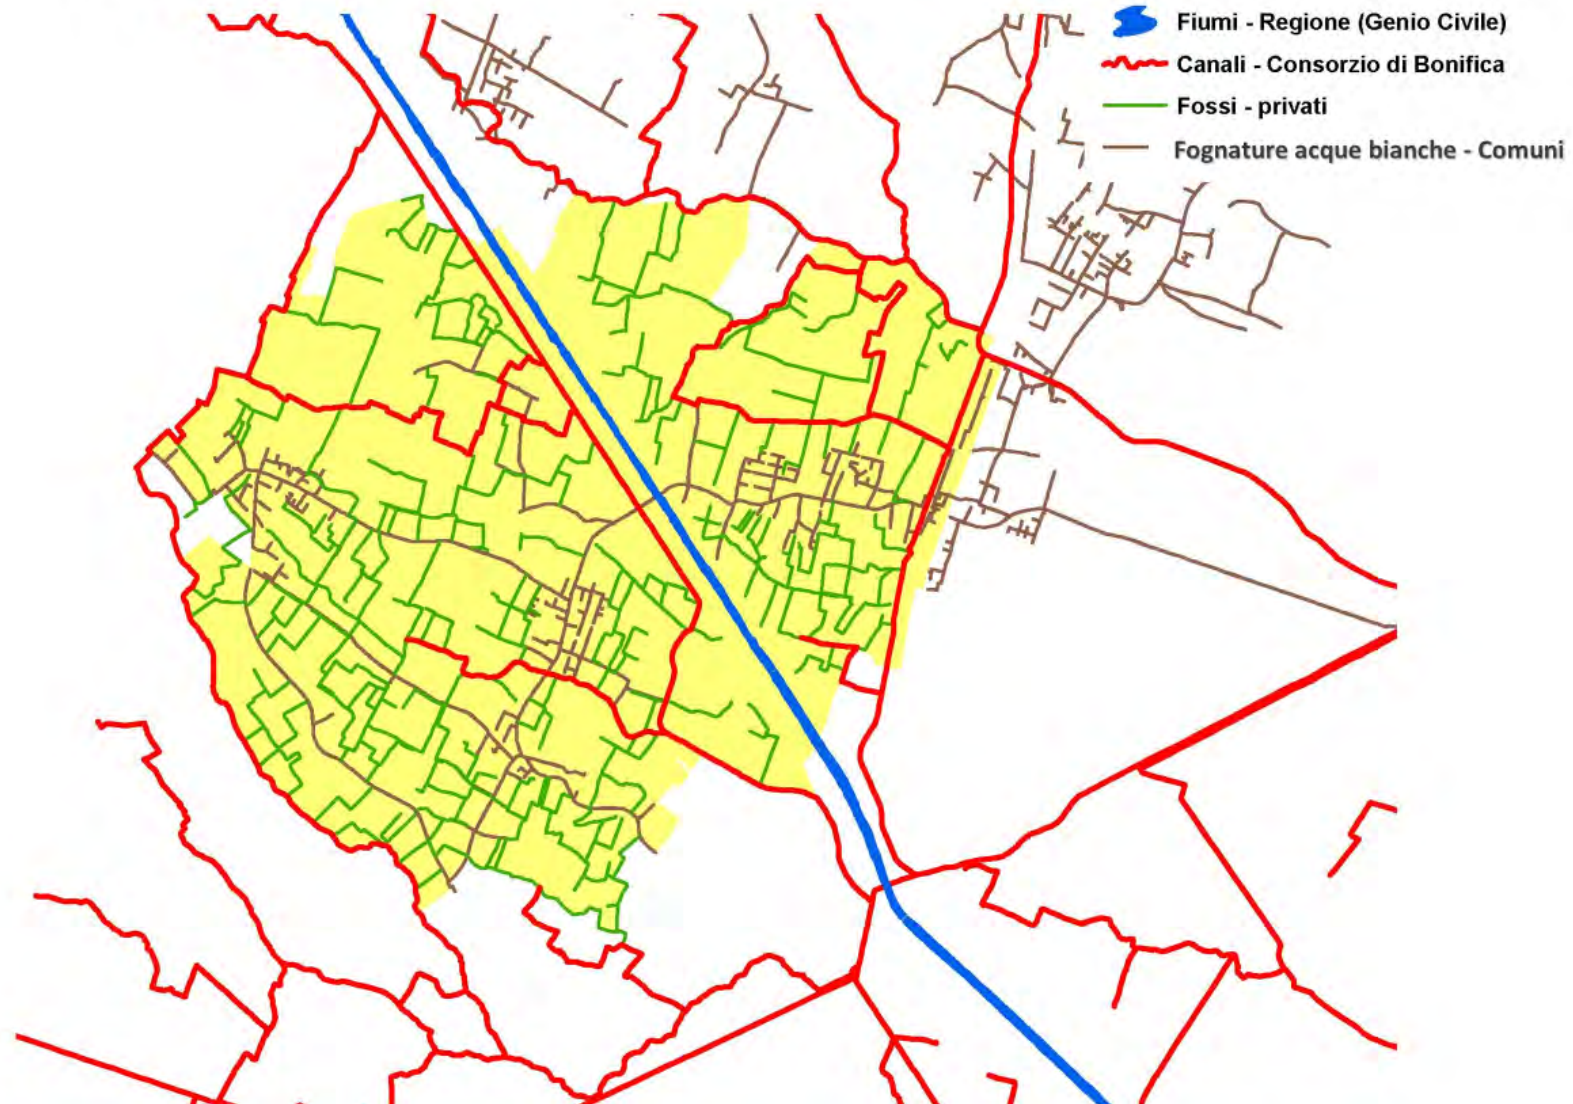 Fiumi - Regione (Genio Civile)
Canali - Consorzio di Bonifica
Fossi - privati
Fognature acque bianche - Comuni